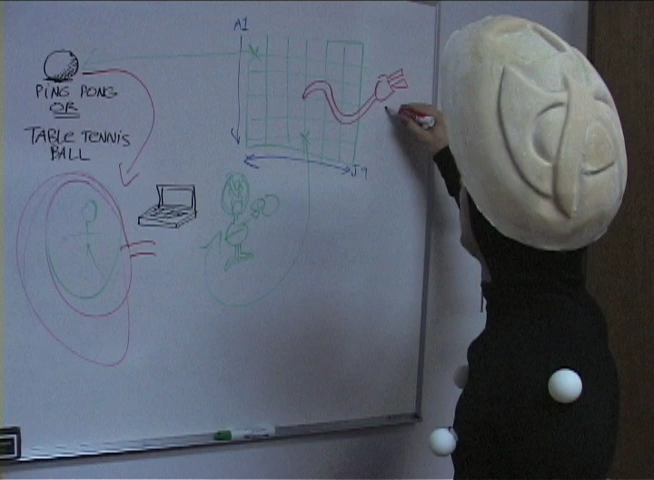 A1
PING PONG
OR
TABLE TENNIS
BALL
J9